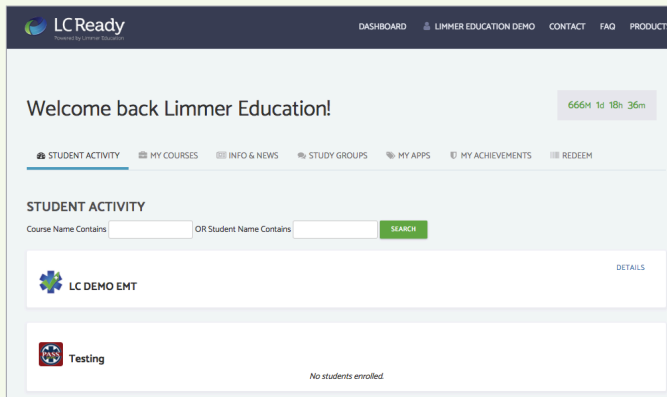 LC Ready
Powered by Limmer Education
DASHBOARD LIMMER EDUCATION DEMO CONTACT FAQ PRODUCTS
Welcome back Limmer Education!
666M 1d 18h 36m
STUDENT ACTIVITY MY COURSES INFO & NEWS STUDY GROUPS MY APPS MY ACHIEVEMENTS REDEEM
STUDENT ACTIVITY
Course Name Contains OR Student Name Contains SEARCH
DETAILS
LC DEMO EMT
PASS
Testing
No students enrolled.